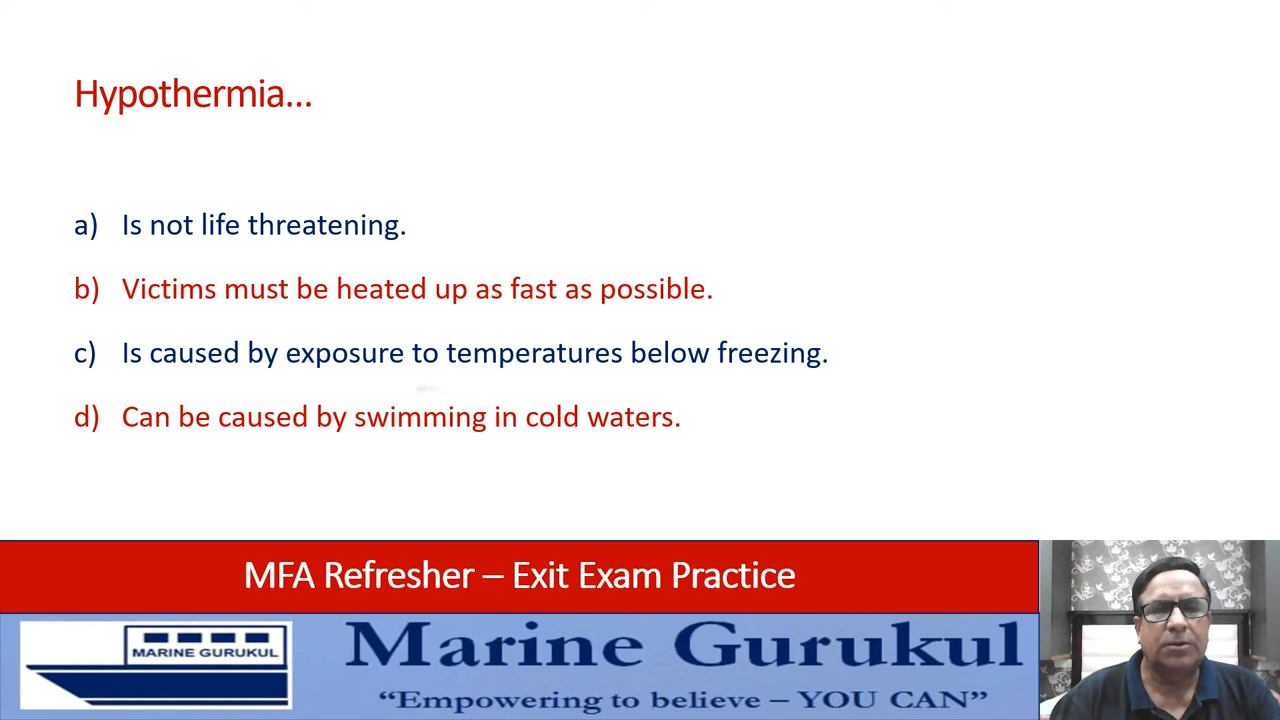 Hypothermia...
a) Is not life threatening.
b) Victims must be heated up as fast as possible.
c) Is caused by exposure to temperatures below freezing.
d) Can be caused by swimming in cold waters.
MFA Refresher – Exit Exam Practice
MARINE GURUKUL
Marine Gurukul
“Empowering to believe – YOU CAN”